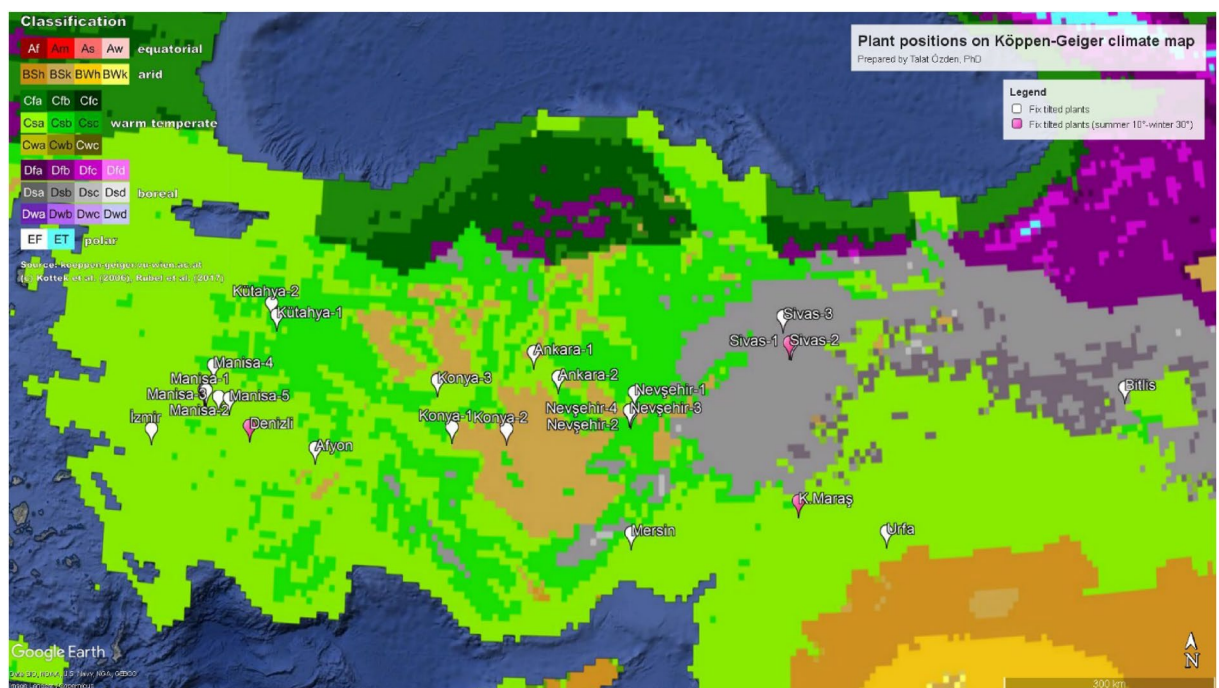 Classification
Af Am As Aw equatorial
BSh BSk BWh BWk arid
Cfa Cfb Cfc
Csa Csb Csc warm temperate
Cwa Cwb Cwc
Dfa Dfb Dfc Dfd
Dsa Dsb Dsc Dsd boreal
Dwa Dwb Dwc Dwd
EF ET polar
Plant positions on Köppen-Geiger climate map
Prepared by Talat Özden, PhD
Legend
Fix tilted plants
Fix tilted plants (summer 10°-winter 30°)
Kütahya-2
Kütahya-1
Manisa-4
Manisa-1
Manisa 3
Manisa-5
Manisa-2
İzmir
Denizli
Afyon
Ankara-1
Ankara-2
Konya-3
Konya-1
Konya-2
Nevşehir-1
Nevşehir-4
Nevşehir-3
Nevşehir-2
Sivas-3
Sivas-1
Sivas-2
Bitlis
K.Maraş
Urfa
Mersin
Google Earth
N
300 km